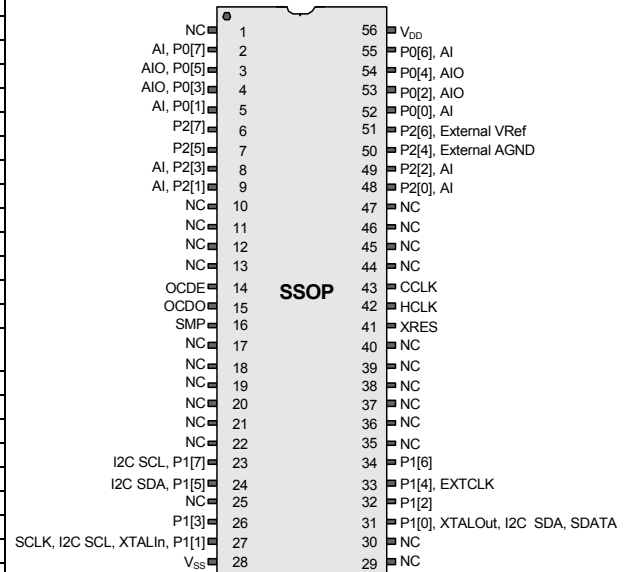 NC 1 56 VDD
AI, P0[7] 2 55 P0[6], AI
AIO, P0[5] 3 54 P0[4], AIO
AIO, P0[3] 4 53 P0[2], AIO
AI, P0[1] 5 52 P0[0], AI
P2[7] 6 51 P2[6], External VRef
P2[5] 7 50 P2[4], External AGND
AI, P2[3] 8 49 P2[2], AI
AI, P2[1] 9 48 P2[0], AI
NC 10 47 NC
NC 11 46 NC
NC 12 45 NC
NC 13 44 NC
OCDE 14 SSOP 43 CCLK
OCDO 15 42 HCLK
SMP 16 41 XRES
NC 17 40 NC
NC 18 39 NC
NC 19 38 NC
NC 20 37 NC
NC 21 36 NC
NC 22 35 NC
I2C SCL, P1[7] 23 34 P1[6]
I2C SDA, P1[5] 24 33 P1[4], EXTCLK
NC 25 32 P1[2]
P1[3] 26 31 P1[0], XTALOut, I2C SDA, SDATA
SCLK, I2C SCL, XTALIn, P1[1] 27 30 NC
VSS 28 29 NC